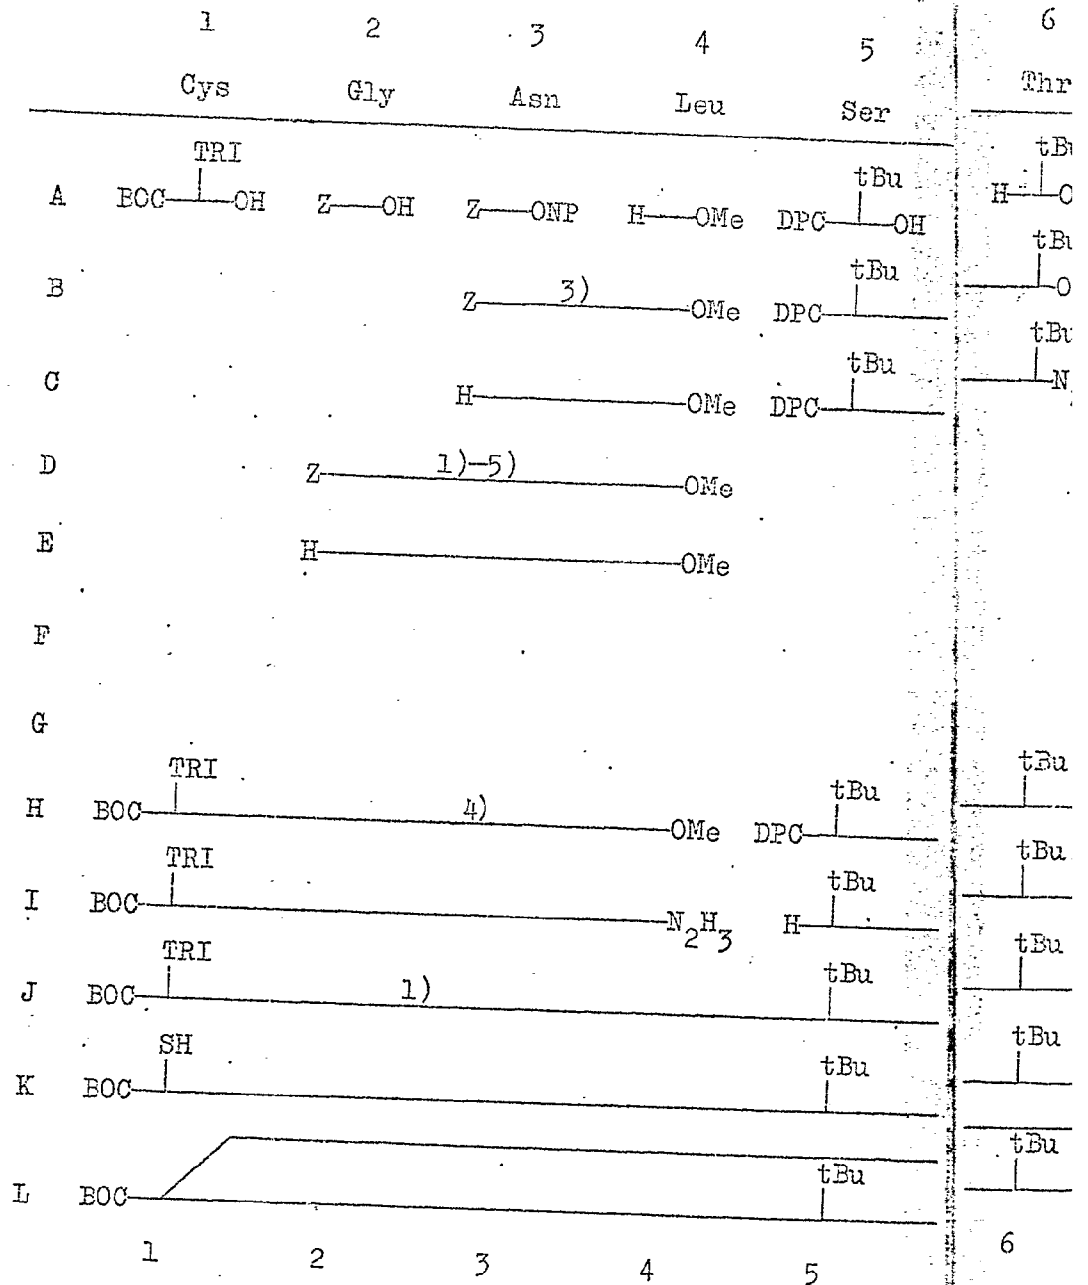 1 2 3 4 5 6
Cys Gly Asn Leu Ser Thr
TRI tBu tBu
A BOC OH Z OH Z ONP H OMe DPC OH H O
tBu tBu
B Z 3) OMe DPC O
tBu tBu
C H OMe DPC N
D Z 1)-5) OMe
E H OMe
F
G
TRI tBu tBu
H BOC 4) OMe DPC
TRI tBu tBu
I BOC N2H3 H
TRI tBu tBu
J BOC 1)
SH tBu tBu
K BOC
tBu tBu
L BOC
1 2 3 4 5 6